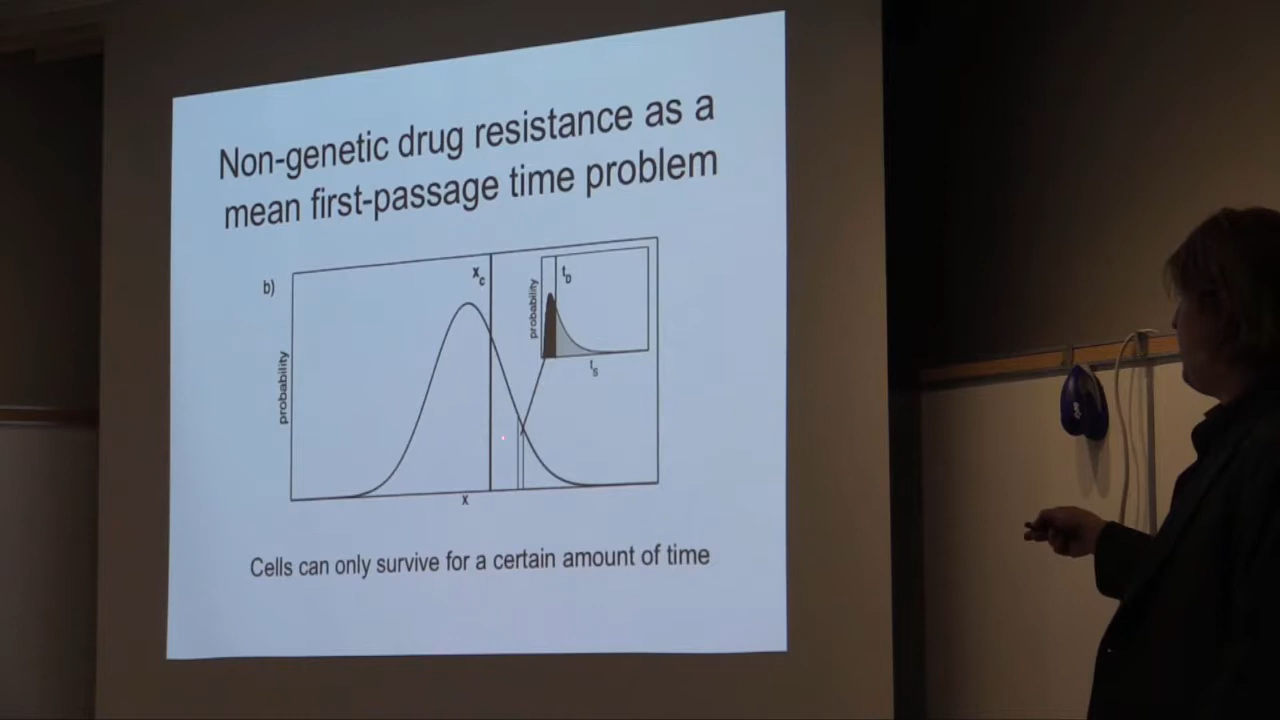 Non-genetic drug resistance as a
mean first-passage time problem
b)
probability
x_c
x
probability
t_D
t_s
Cells can only survive for a certain amount of time